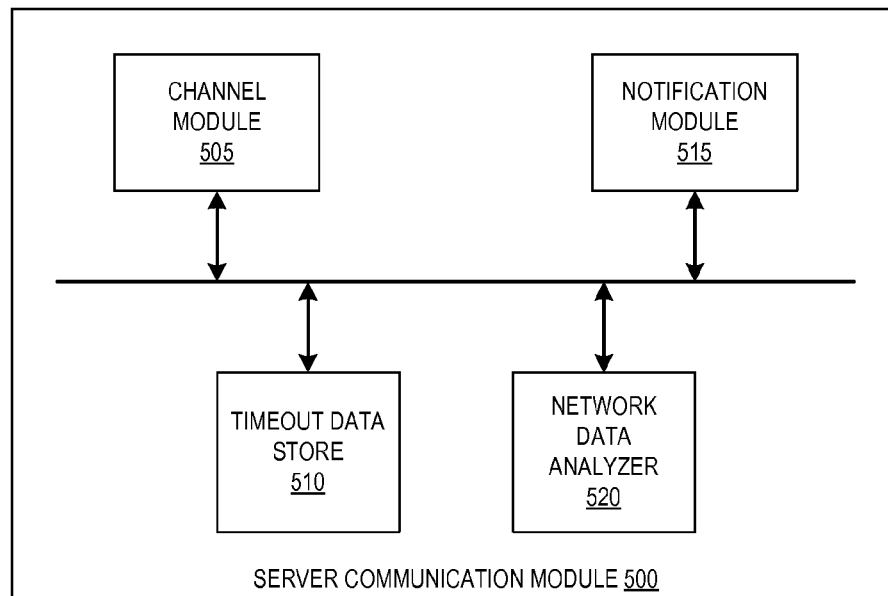 CHANNEL
MODULE
505
NOTIFICATION
MODULE
515
TIMEOUT DATA
STORE
510
NETWORK
DATA
ANALYZER
520
SERVER COMMUNICATION MODULE 500